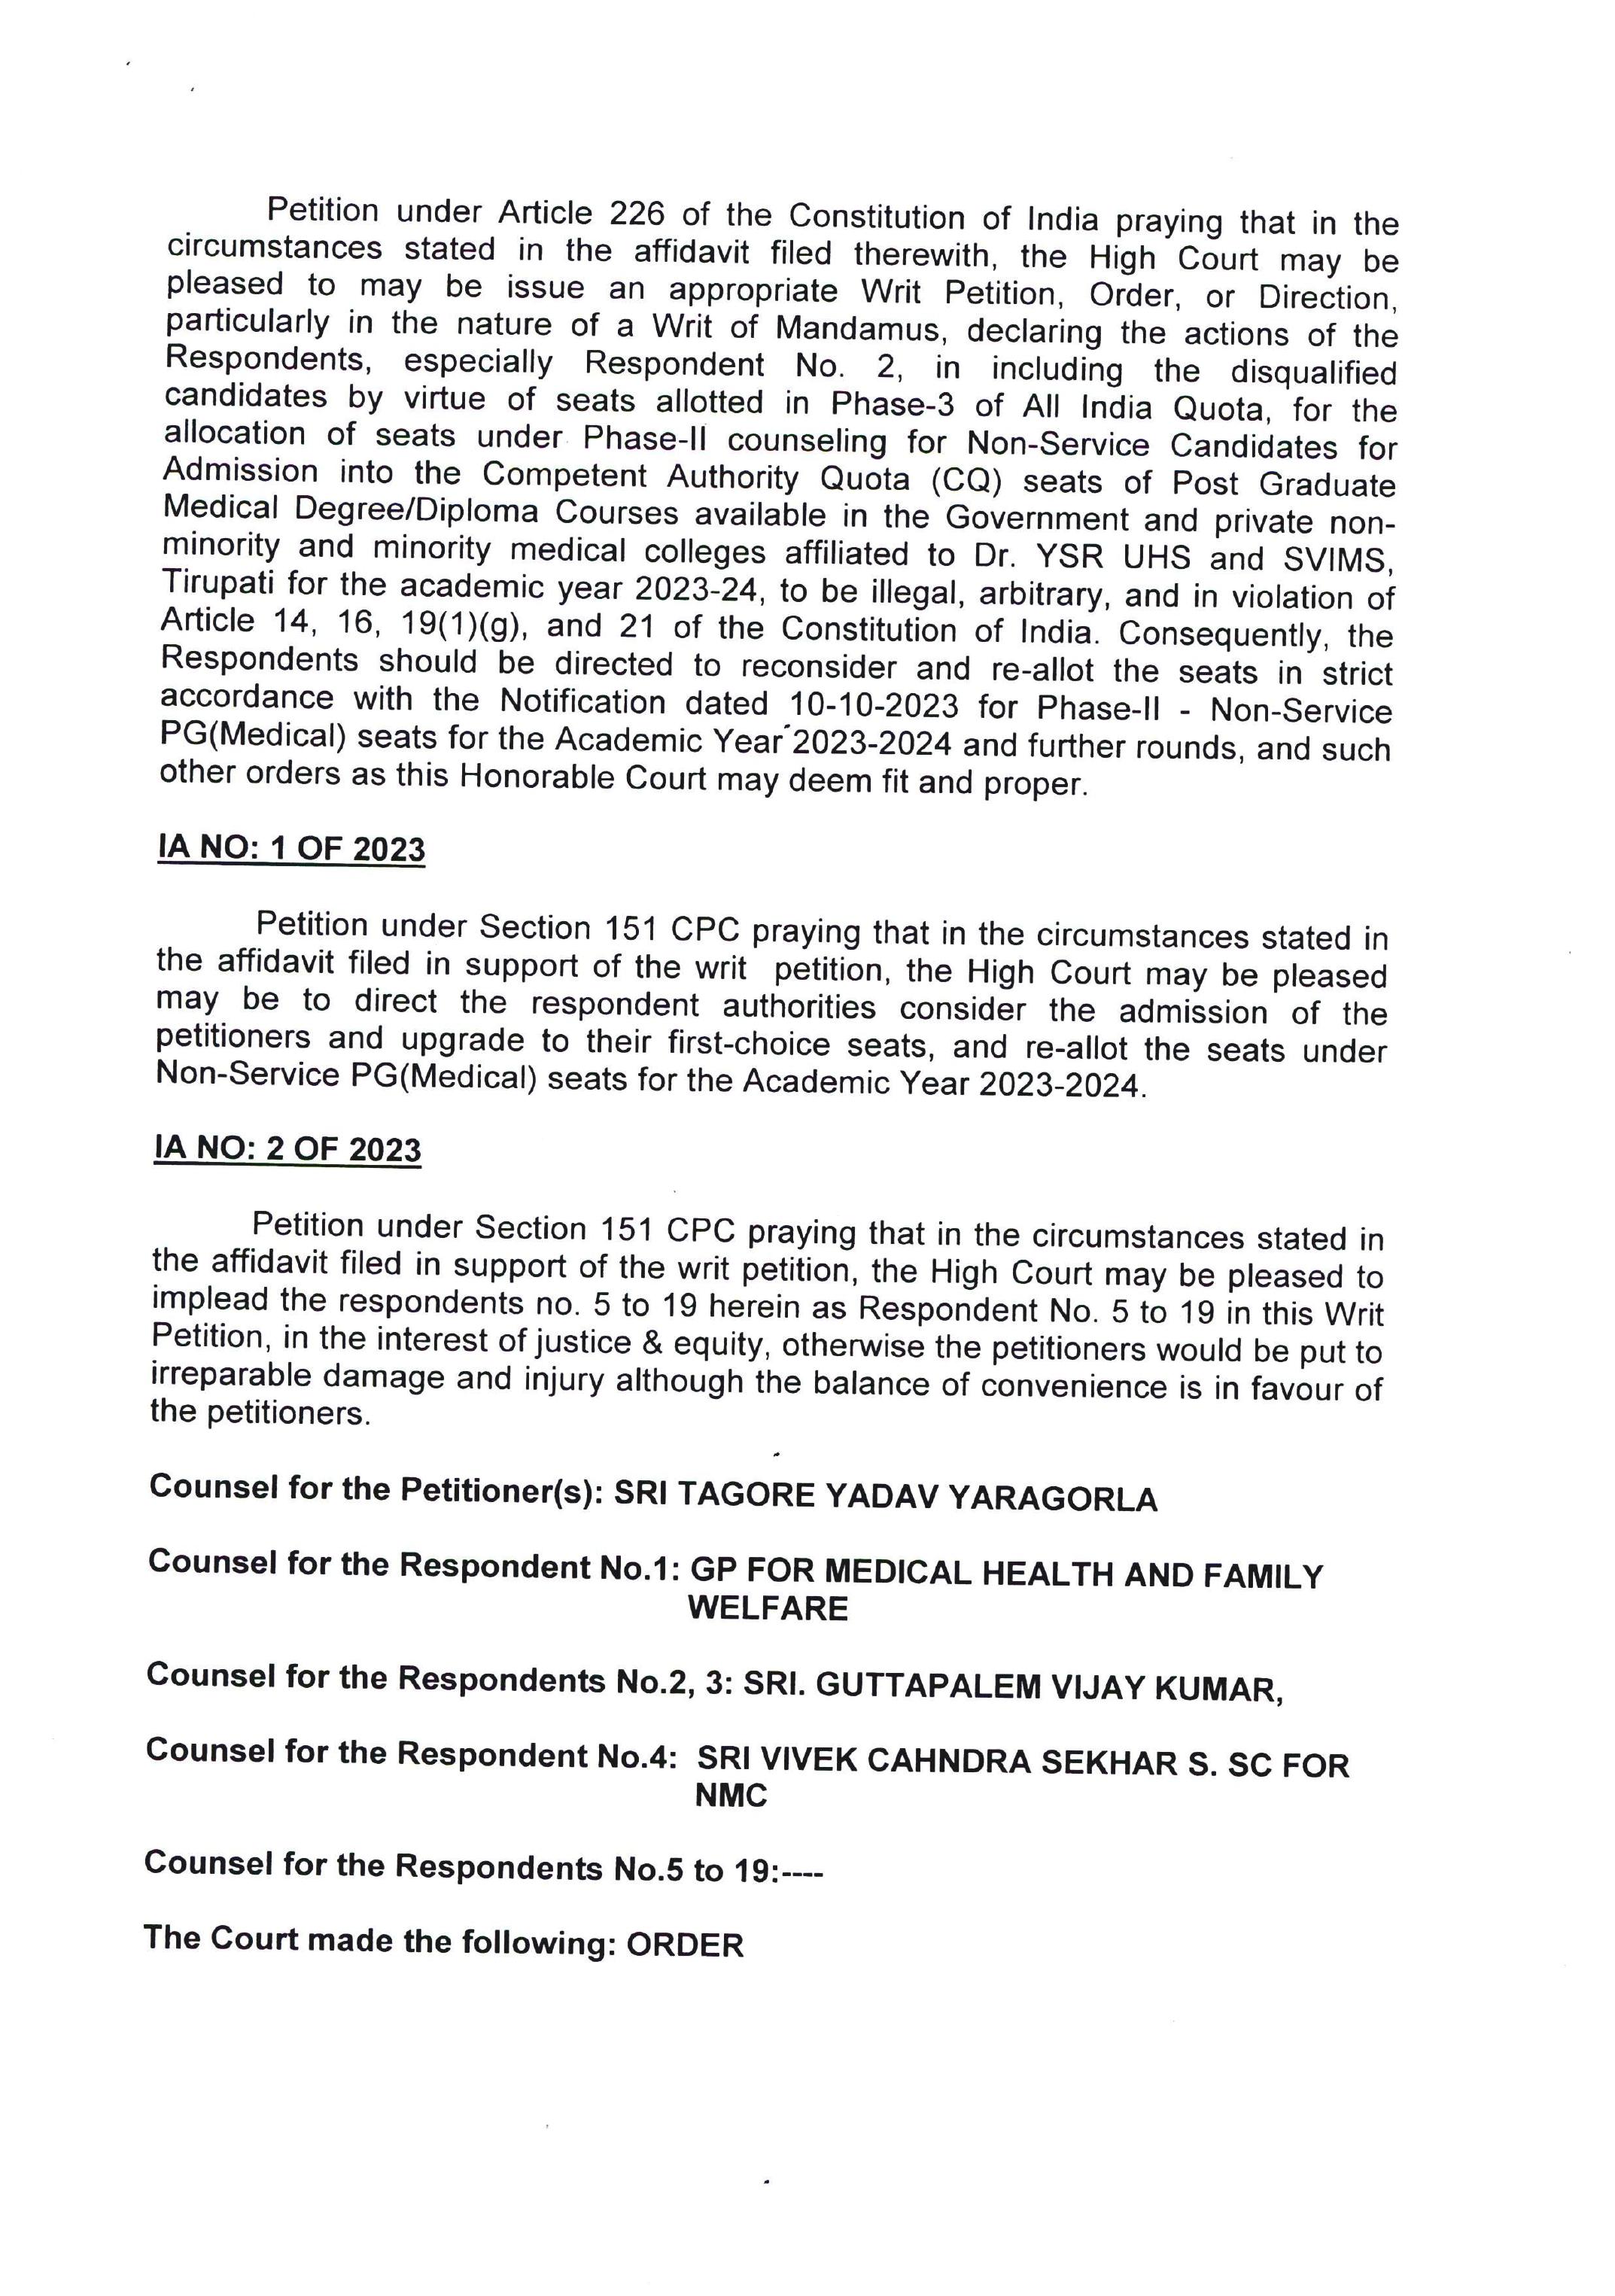 Petition under Article 226 of the Constitution of India praying that in the
circumstances stated in the affidavit filed therewith, the High Court may be
pleased to may be issue an appropriate Writ Petition, Order, or Direction,
particularly in the nature of a Writ of Mandamus, declaring the actions of the
Respondents, especially Respondent No. 2, in including the disqualified
candidates by virtue of seats allotted in Phase-3 of All India Quota, for the
allocation of seats under Phase-II counseling for Non-Service Candidates for
Admission into the Competent Authority Quota (CQ) seats of Post Graduate
Medical Degree/Diploma Courses available in the Government and private non-
minority and minority medical colleges affiliated to Dr. YSR UHS and SVIMS,
Tirupati for the academic year 2023-24, to be illegal, arbitrary, and in violation of
Article 14, 16, 19(1)(g), and 21 of the Constitution of India. Consequently, the
Respondents should be directed to reconsider and re-allot the seats in strict
accordance with the Notification dated 10-10-2023 for Phase-II - Non-Service
PG(Medical) seats for the Academic Year 2023-2024 and further rounds, and such
other orders as this Honorable Court may deem fit and proper.
IA NO: 1 OF 2023
Petition under Section 151 CPC praying that in the circumstances stated in
the affidavit filed in support of the writ petition, the High Court may be pleased
may be to direct the respondent authorities consider the admission of the
petitioners and upgrade to their first-choice seats, and re-allot the seats under
Non-Service PG(Medical) seats for the Academic Year 2023-2024.
IA NO: 2 OF 2023
Petition under Section 151 CPC praying that in the circumstances stated in
the affidavit filed in support of the writ petition, the High Court may be pleased to
implead the respondents no. 5 to 19 herein as Respondent No. 5 to 19 in this Writ
Petition, in the interest of justice & equity, otherwise the petitioners would be put to
irreparable damage and injury although the balance of convenience is in favour of
the petitioners.
Counsel for the Petitioner(s): SRI TAGORE YADAV YARAGORLA
Counsel for the Respondent No.1: GP FOR MEDICAL HEALTH AND FAMILY
WELFARE
Counsel for the Respondents No.2, 3: SRI. GUTTAPALEM VIJAY KUMAR,
Counsel for the Respondent No.4: SRI VIVEK CAHNDRA SEKHAR S. SC FOR
NMC
Counsel for the Respondents No.5 to 19:----
The Court made the following: ORDER